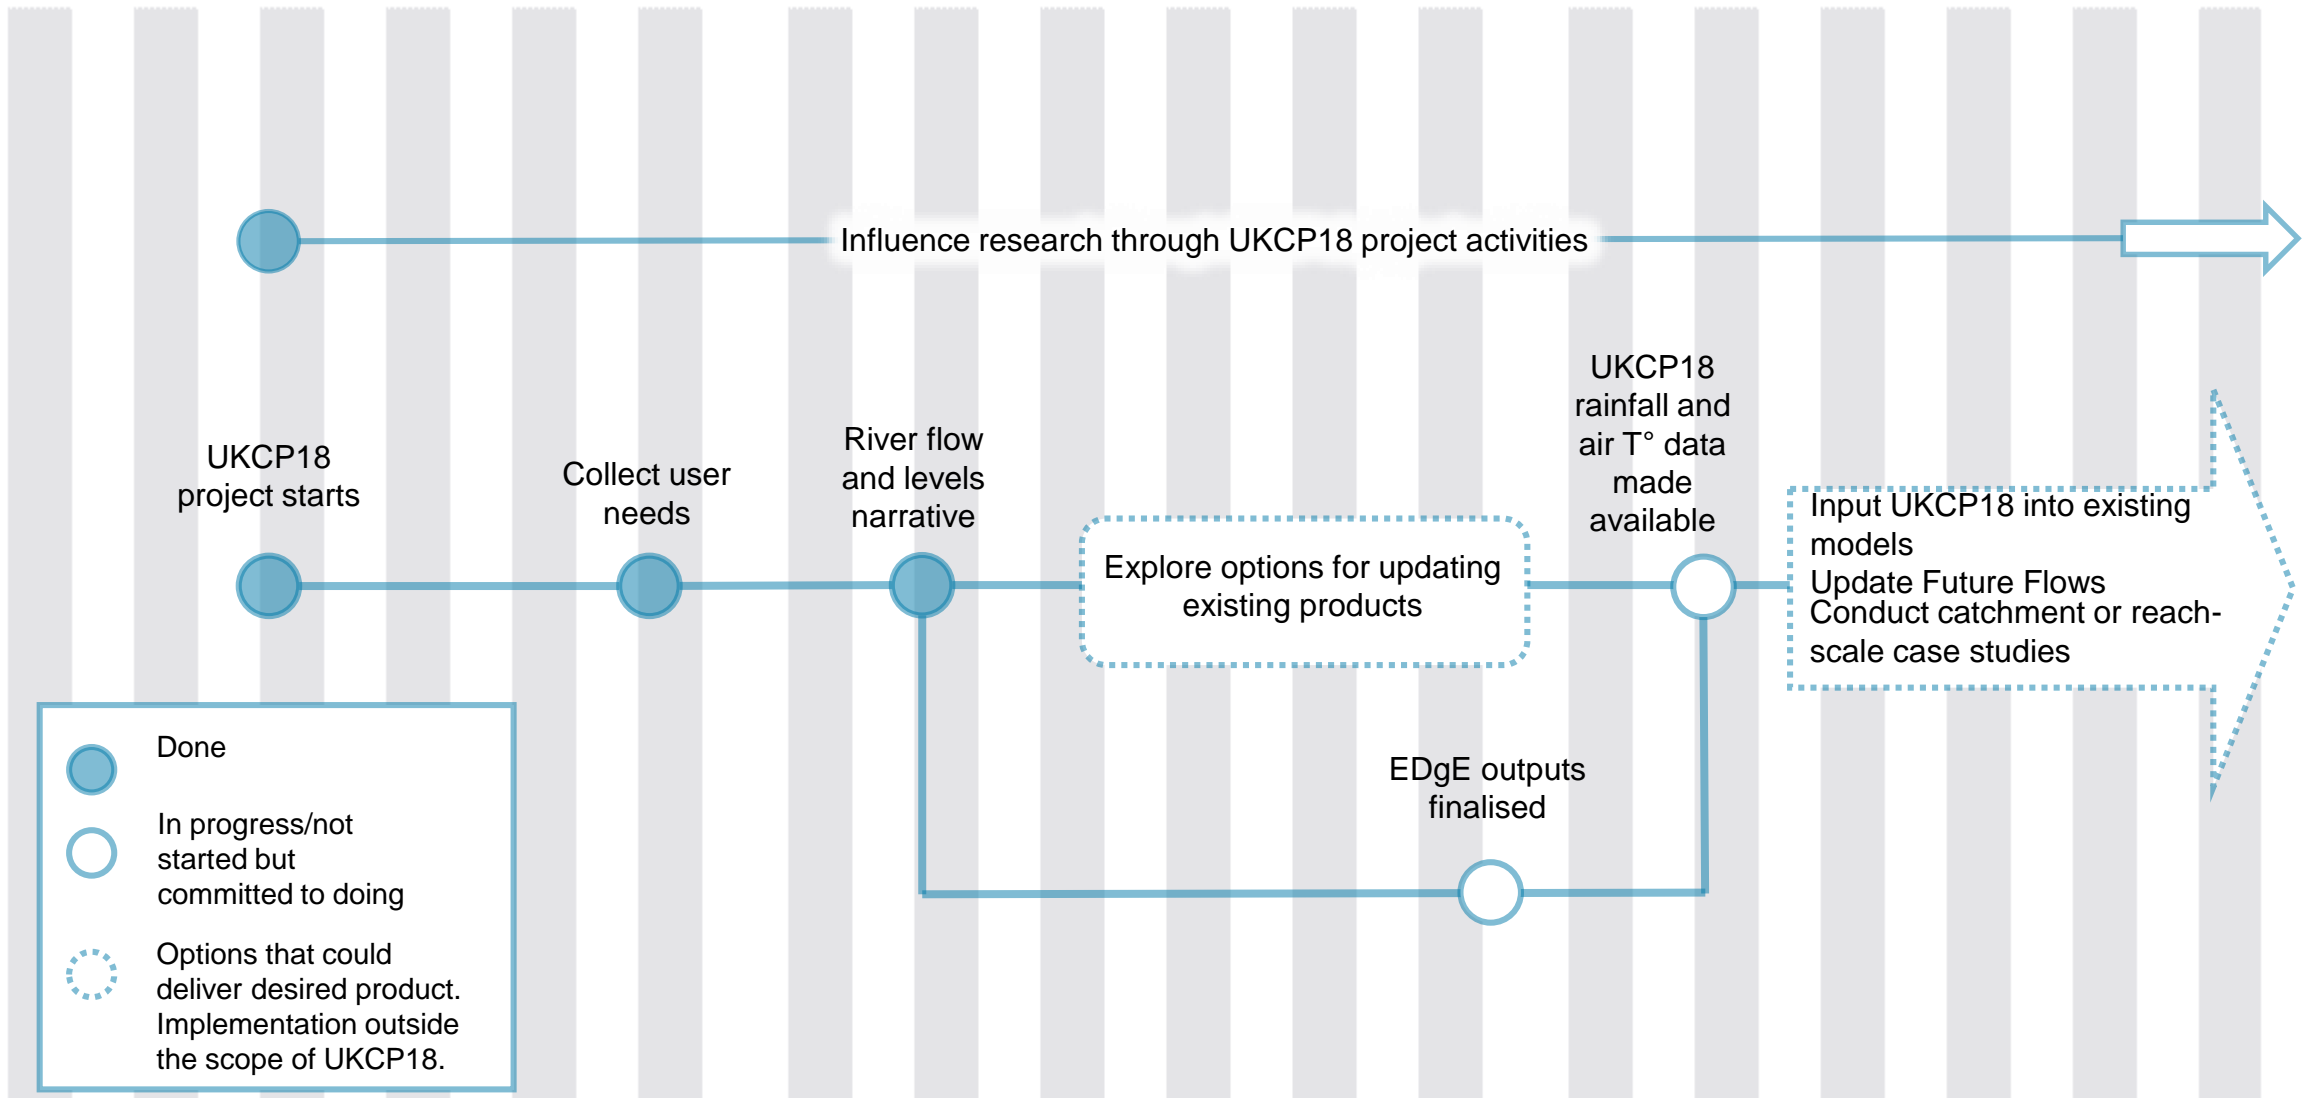 Influence research through UKCP18 project activities
UKCP18
project starts
Collect user
needs
River flow
and levels
narrative
Explore options for updating
existing products
UKCP18
rainfall and
air T° data
made
available
Input UKCP18 into existing
models
Update Future Flows
Conduct catchment or reach-
scale case studies
EDgE outputs
finalised
Done
In progress/not
started but
committed to doing
Options that could
deliver desired product.
Implementation outside
the scope of UKCP18.